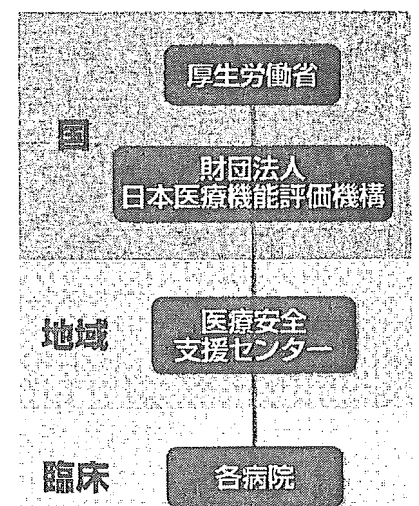 厚生労働省
国
財団法人
日本医療機能評価機構
地域
医療安全
支援センター
臨床
各病院